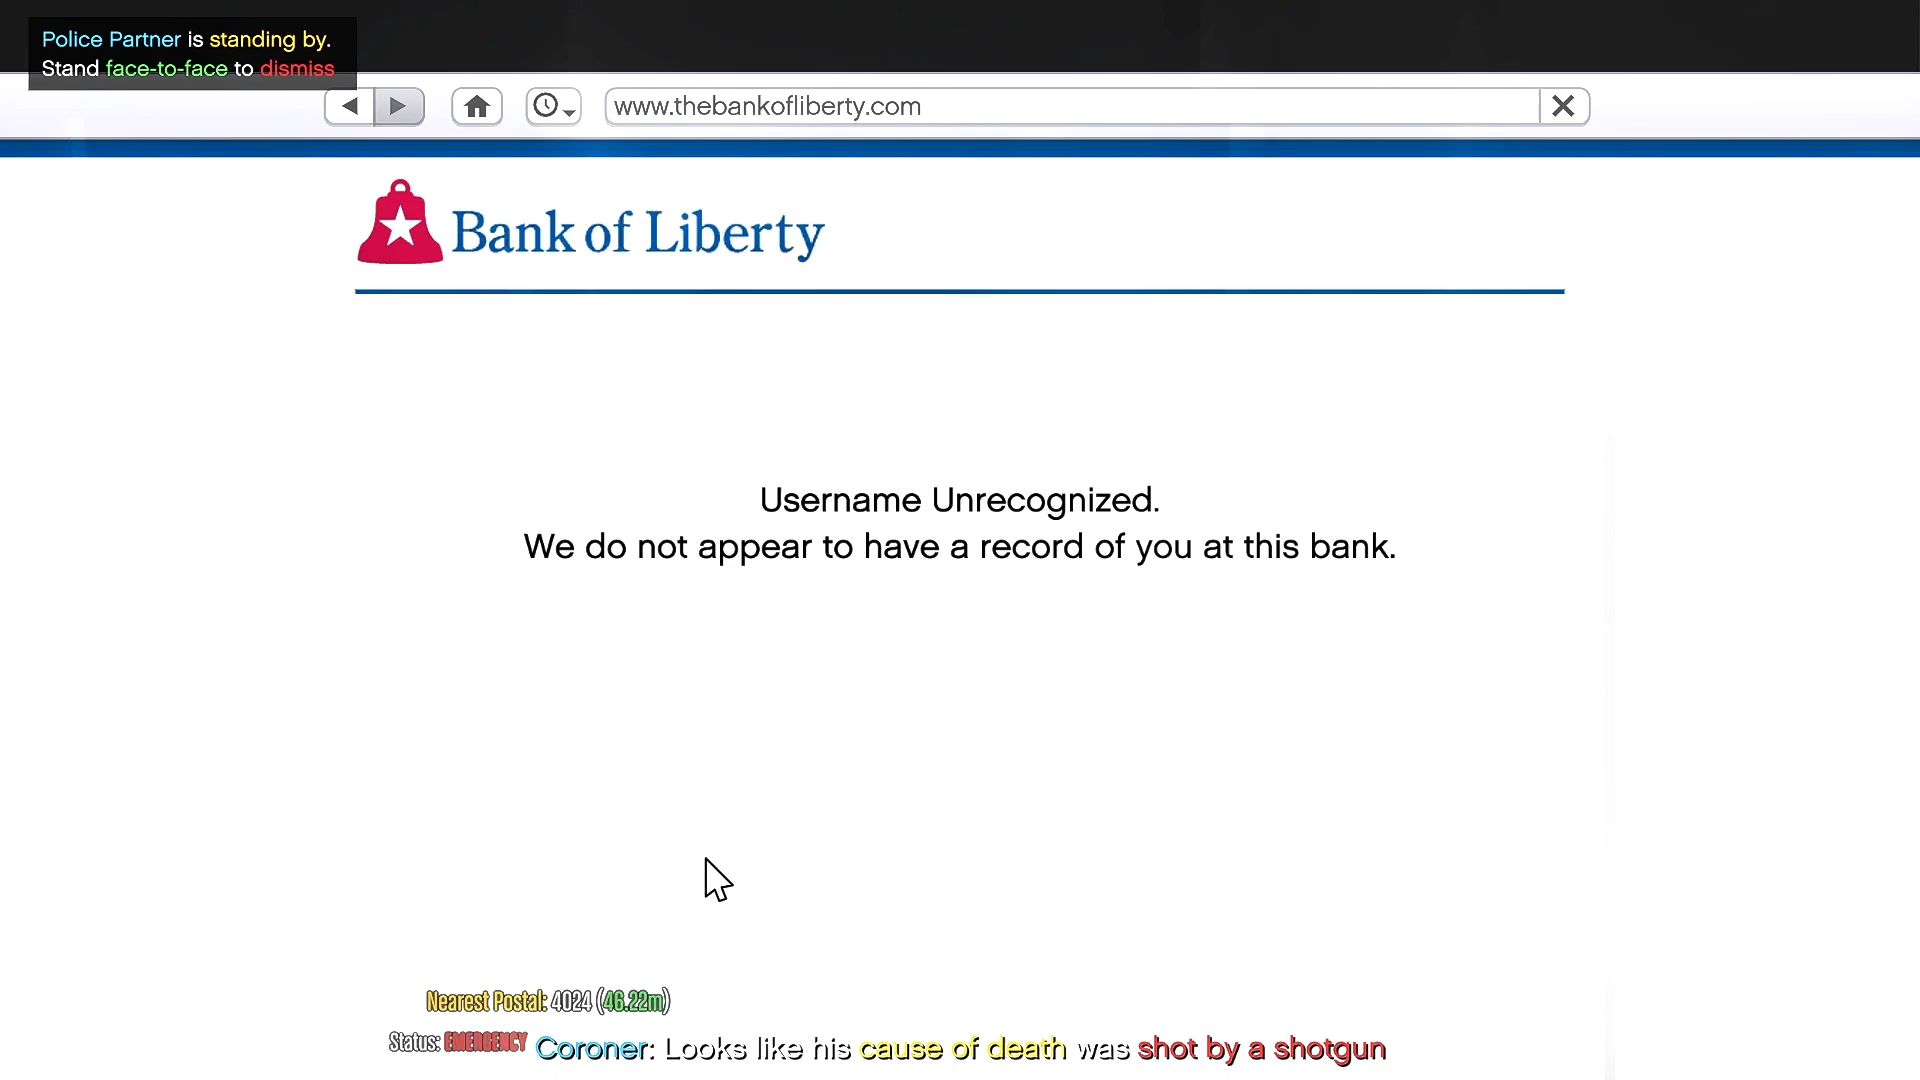 Police Partner is standing by.
Stand face-to-face to dismiss
www.thebankofliberty.com
Bank of Liberty
Username Unrecognized.
We do not appear to have a record of you at this bank.
Nearest Postal: 4024 (46.22m)
Status: EMERGENCY
Coroner: Looks like his cause of death was shot by a shotgun